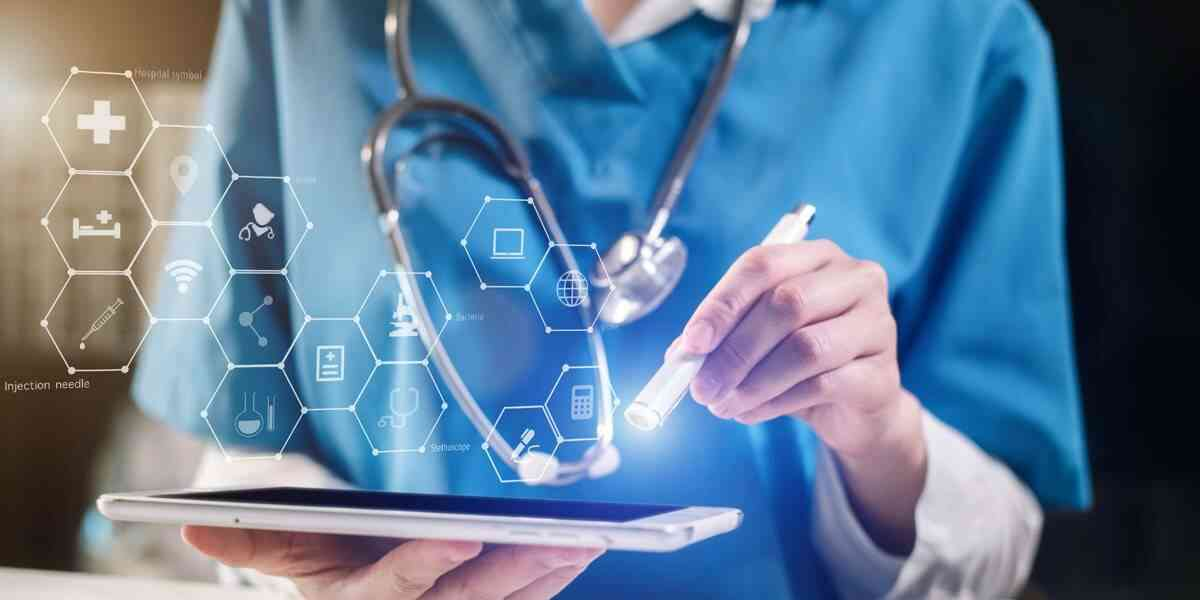 Hospital symbol
Bacteria
Injection needle
Stethoscope